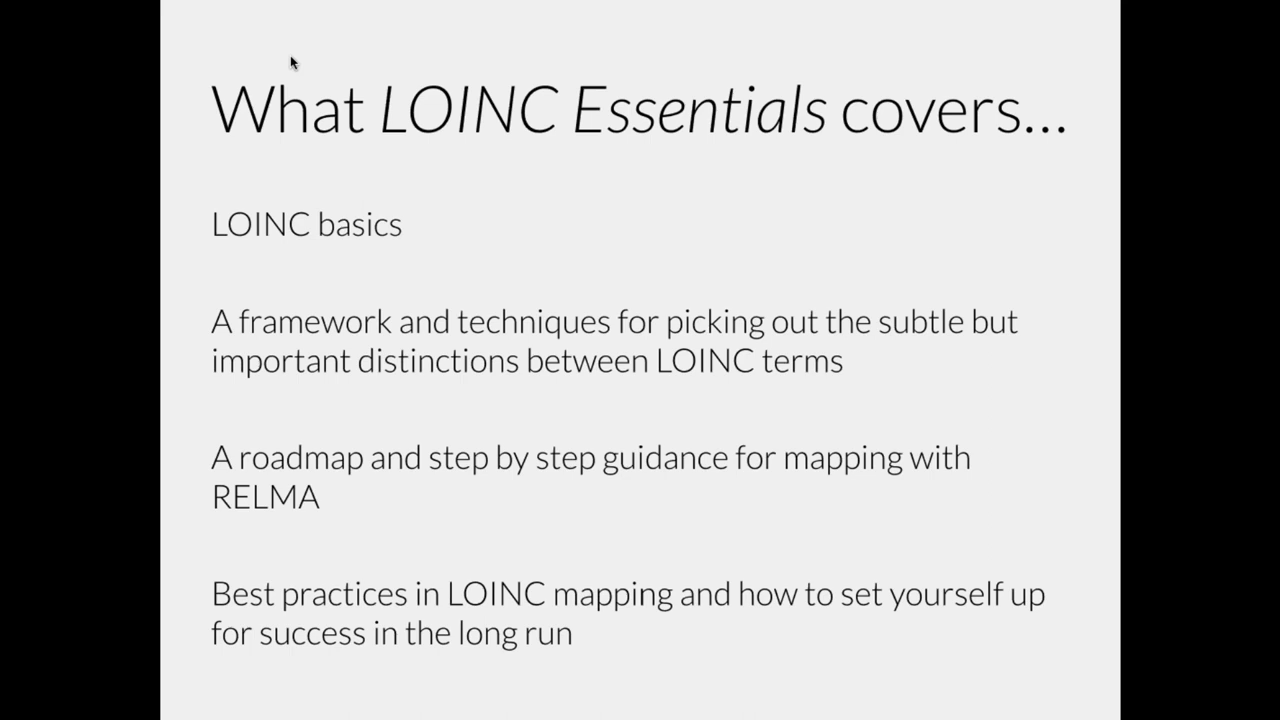 What LOINC Essentials covers...
LOINC basics
A framework and techniques for picking out the subtle but
important distinctions between LOINC terms
A roadmap and step by step guidance for mapping with
RELMA
Best practices in LOINC mapping and how to set yourself up
for success in the long run